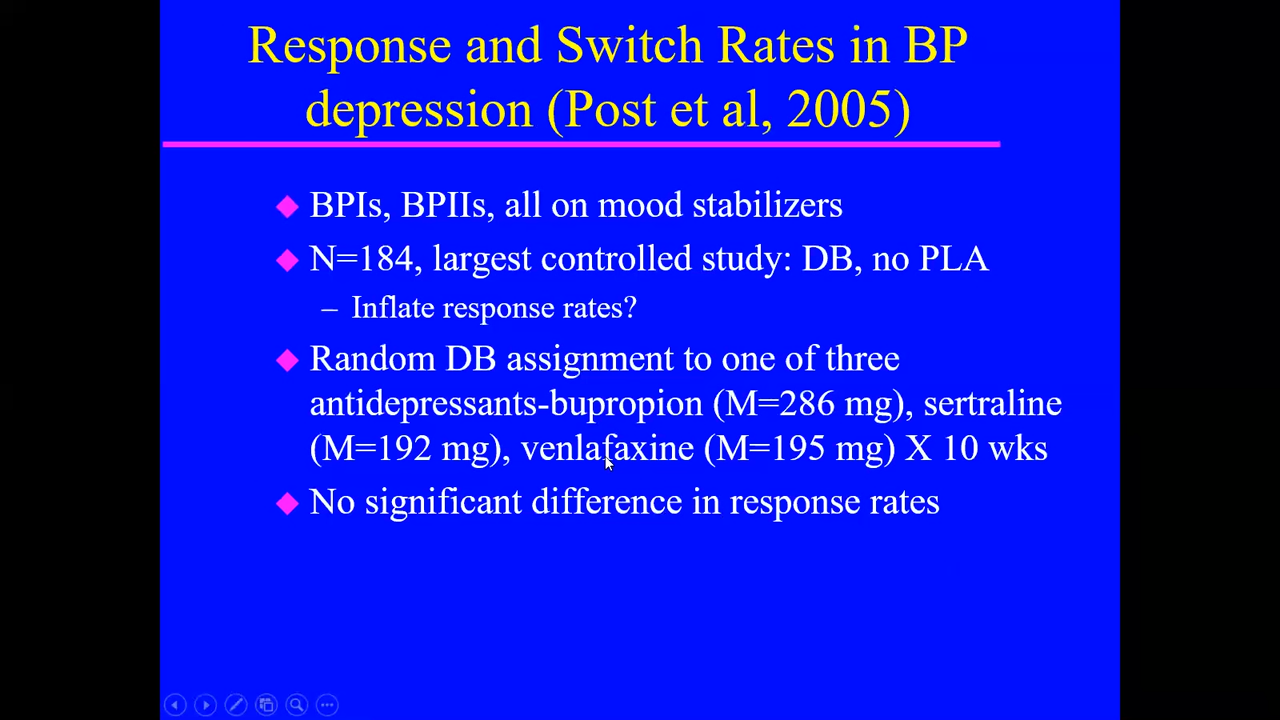 Response and Switch Rates in BP
depression (Post et al, 2005)
BPIs, BPIIs, all on mood stabilizers
N=184, largest controlled study: DB, no PLA
– Inflate response rates?
Random DB assignment to one of three
antidepressants-bupropion (M=286 mg), sertraline
(M=192 mg), venlafaxine (M=195 mg) X 10 wks
No significant difference in response rates